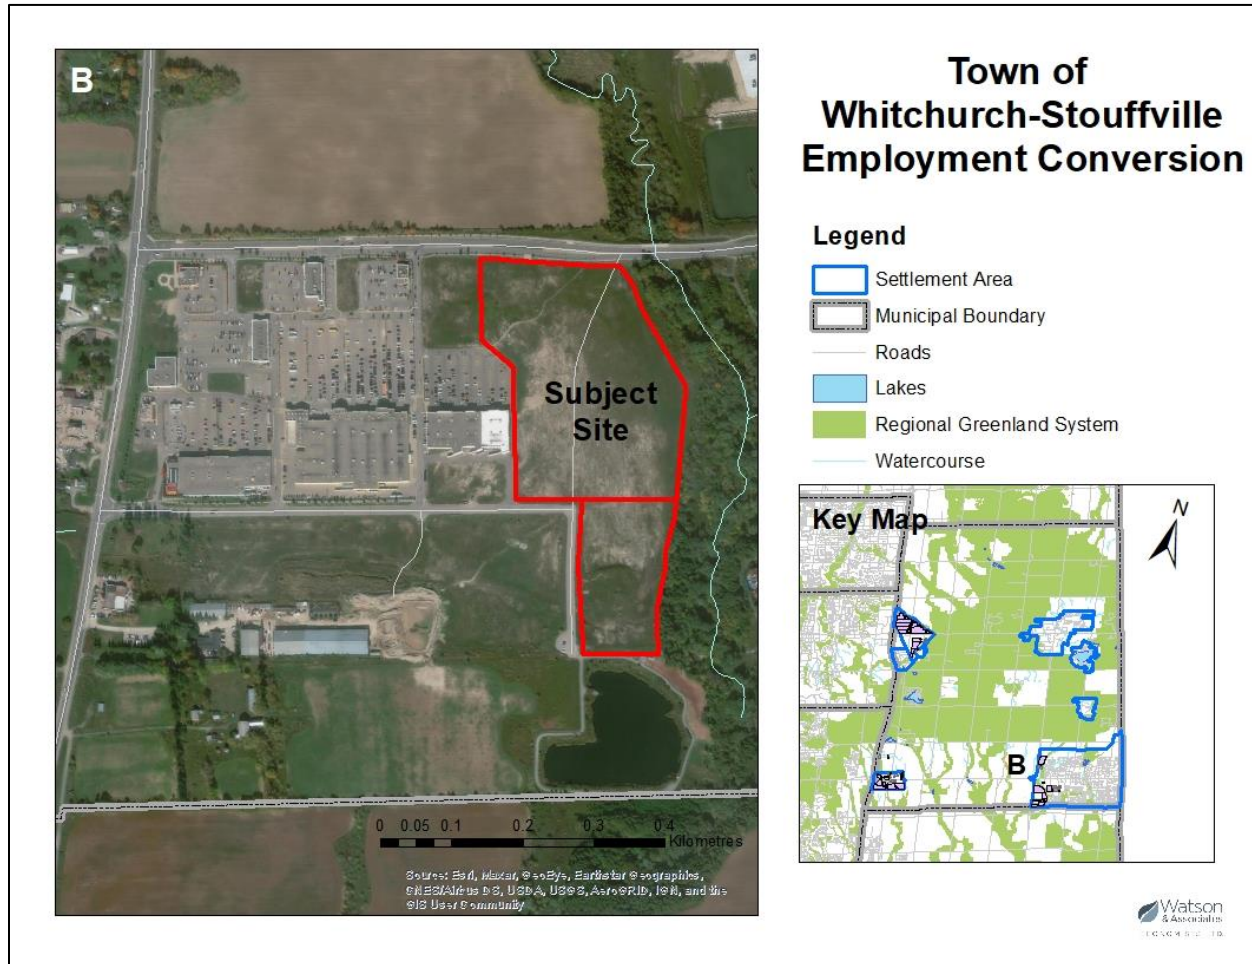 B
Subject
Site
0 0.05 0.1 0.2 0.3 0.4
Kilometres
Source: Esri, Maxar, GeoEye, Earthstar Geographics,
CNES/Airbus DS, USDA, USGS, AeroGRID, IGN, and the
GIS User Community
Town of
Whitchurch-Stouffville
Employment Conversion
Legend
Settlement Area
Municipal Boundary
Roads
Lakes
Regional Greenland System
Watercourse
Key Map
N
B
Watson
& Associates
ECONOMISTS LTD.